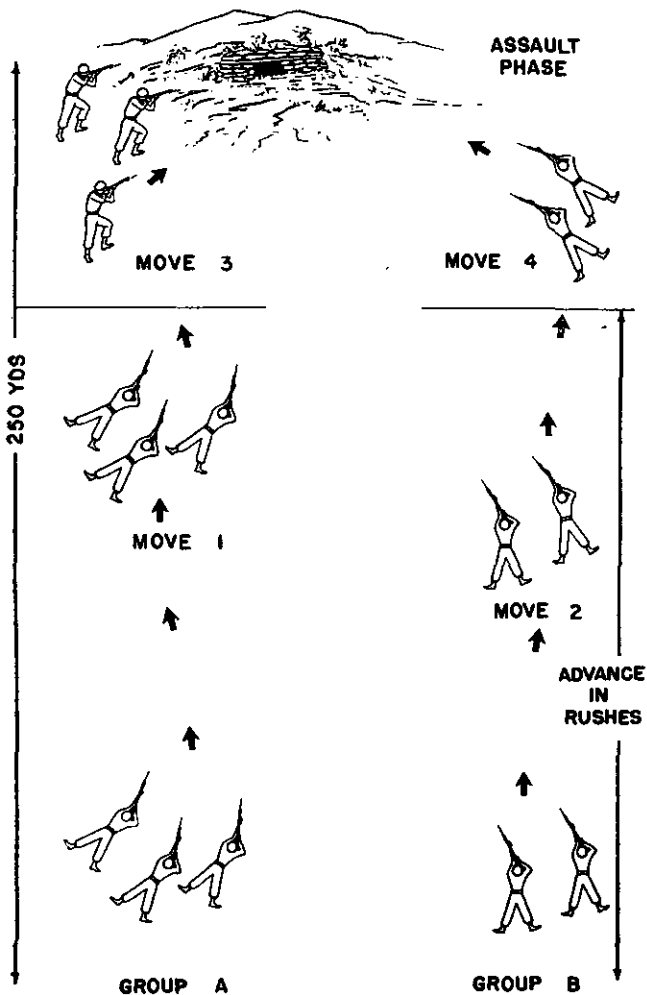 ASSAULT
PHASE
MOVE 3
MOVE 4
250 YDS
MOVE 1
MOVE 2
ADVANCE
IN
RUSHES
GROUP A
GROUP B